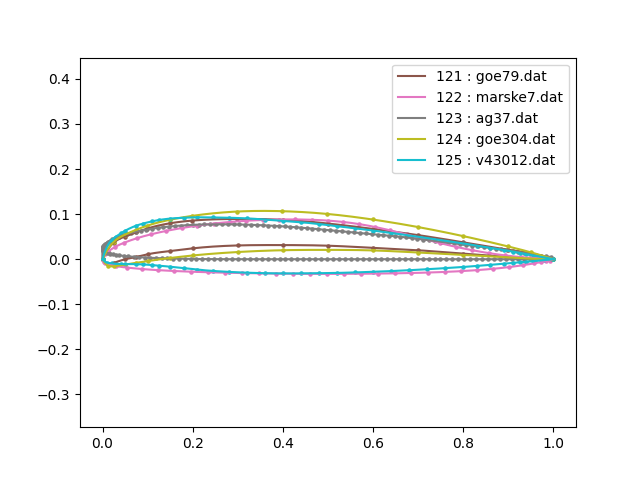 121 : goe79.dat
122 : marske7.dat
123 : ag37.dat
124 : goe304.dat
125 : v43012.dat
0.4
0.3
0.2
0.1
0.0
−0.1
−0.2
−0.3
0.0 0.2 0.4 0.6 0.8 1.0